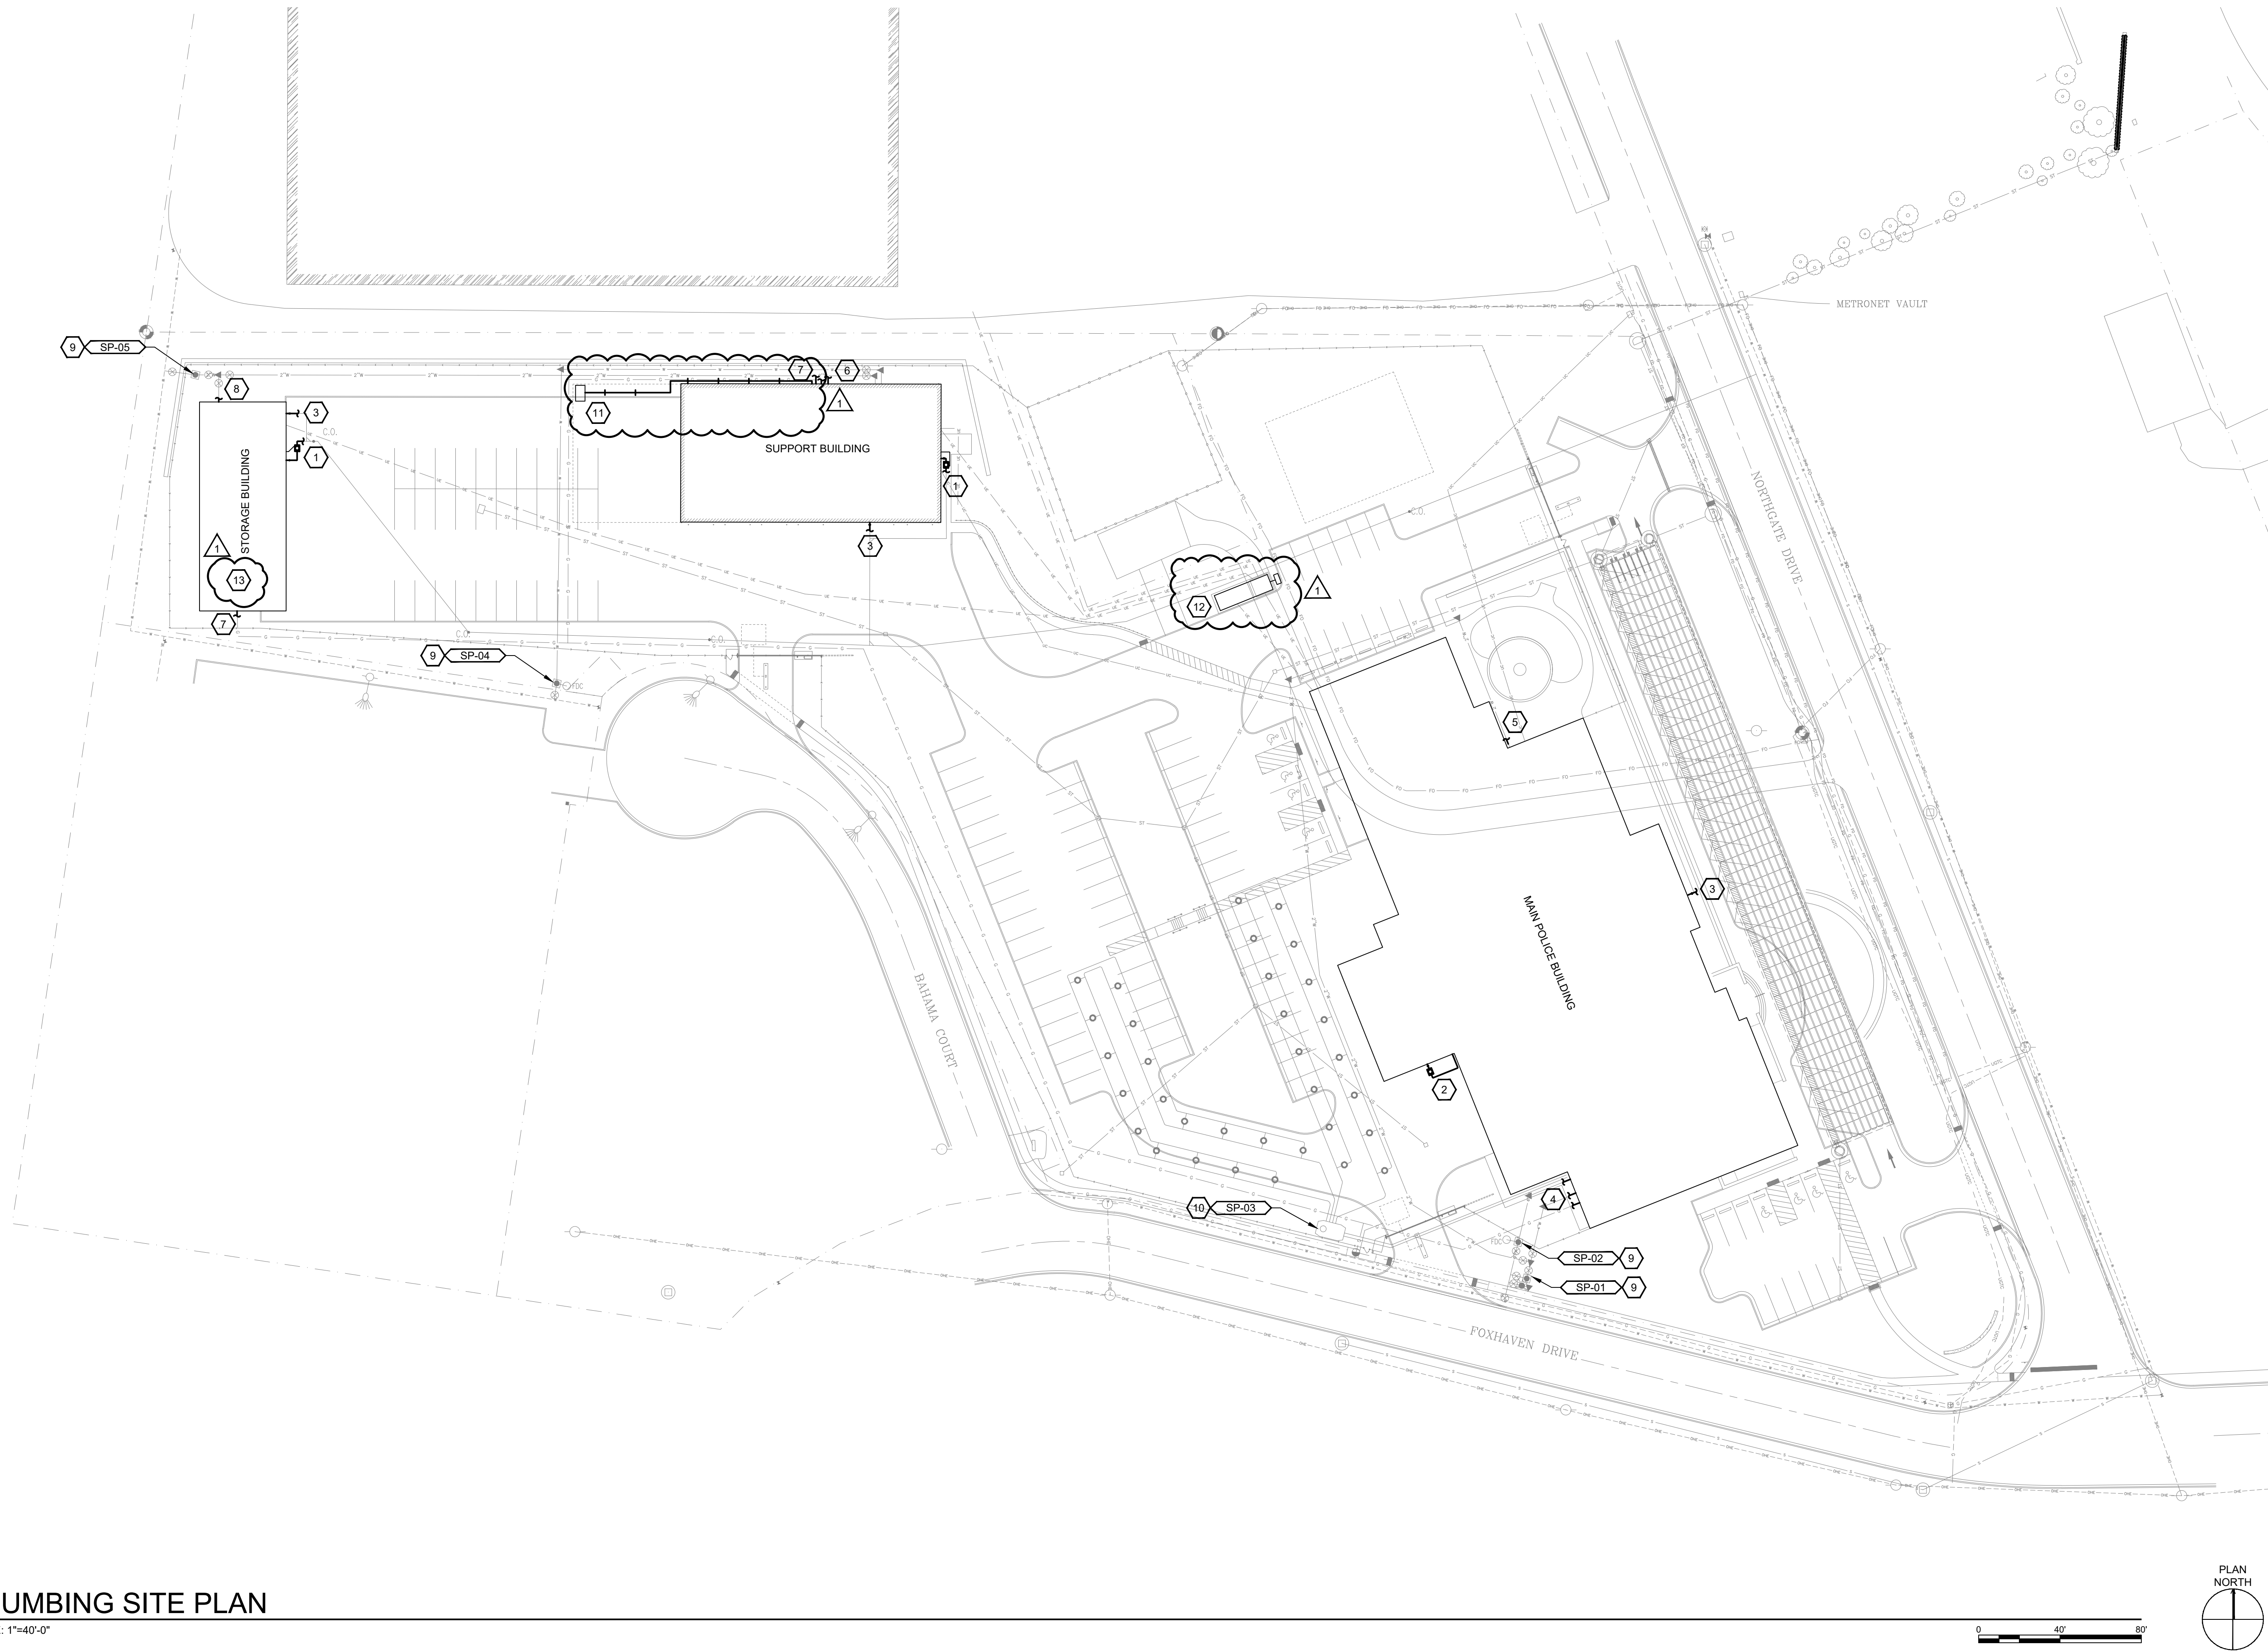 METRONET VAULT
9 SP-05
8
3
C.O.
1
STORAGE BUILDING
1
13
7
7
6
1
11
SUPPORT BUILDING
1
3
C.O.
NORTHGATE DRIVE
12
1
C.O.
C.O.
9 SP-04
FDC
5
3
MAIN POLICE BUILDING
BAHAMA COURT
2
4
10 SP-03
FDC
SP-02 9
SP-01 9
FOXHAVEN DRIVE
UMBING SITE PLAN
: 1"=40'-0"
0 40' 80'
PLAN
NORTH